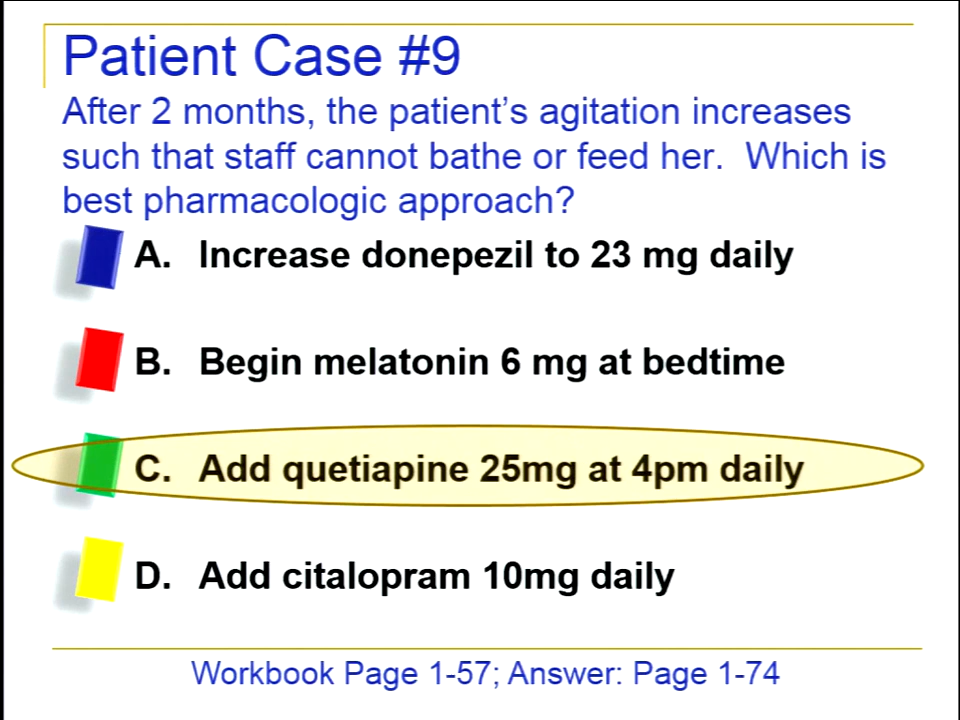 Patient Case #9
After 2 months, the patient's agitation increases
such that staff cannot bathe or feed her.  Which is
best pharmacologic approach?
A. Increase donepezil to 23 mg daily
B. Begin melatonin 6 mg at bedtime
C. Add quetiapine 25mg at 4pm daily
D. Add citalopram 10mg daily
Workbook Page 1-57; Answer: Page 1-74